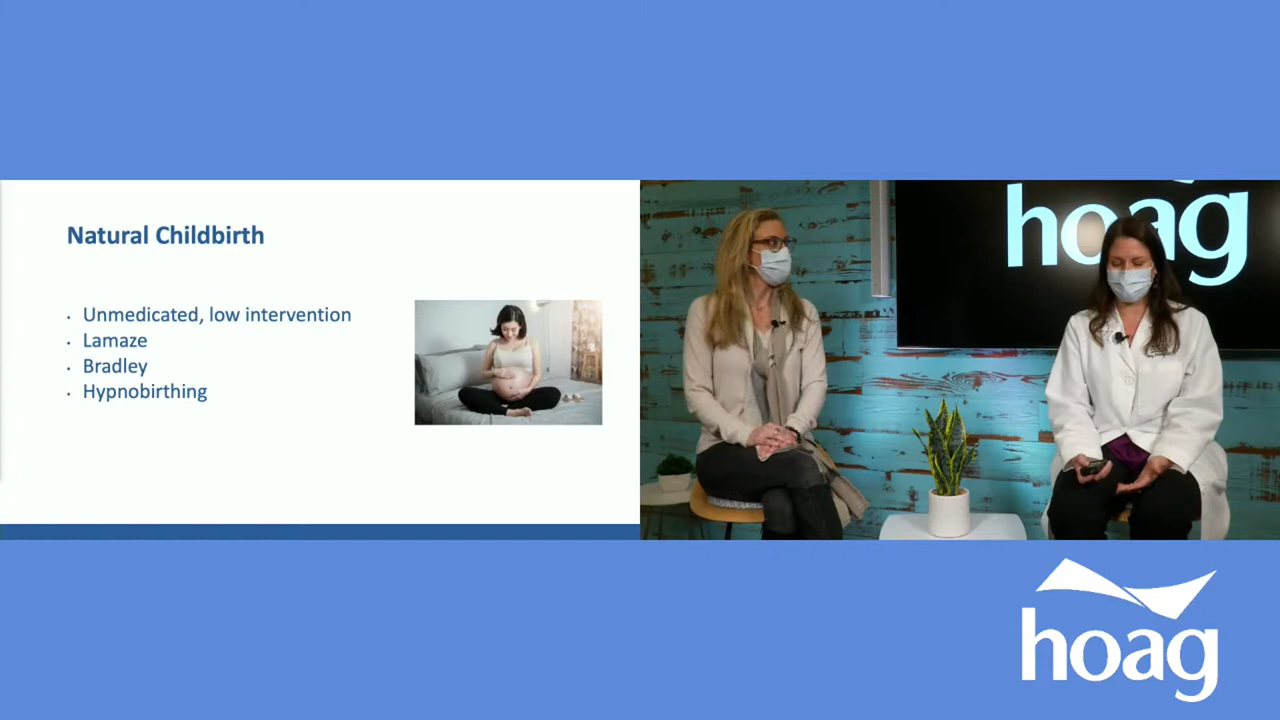 Natural Childbirth
· Unmedicated, low intervention
· Lamaze
· Bradley
· Hypnobirthing
hoag
hoag